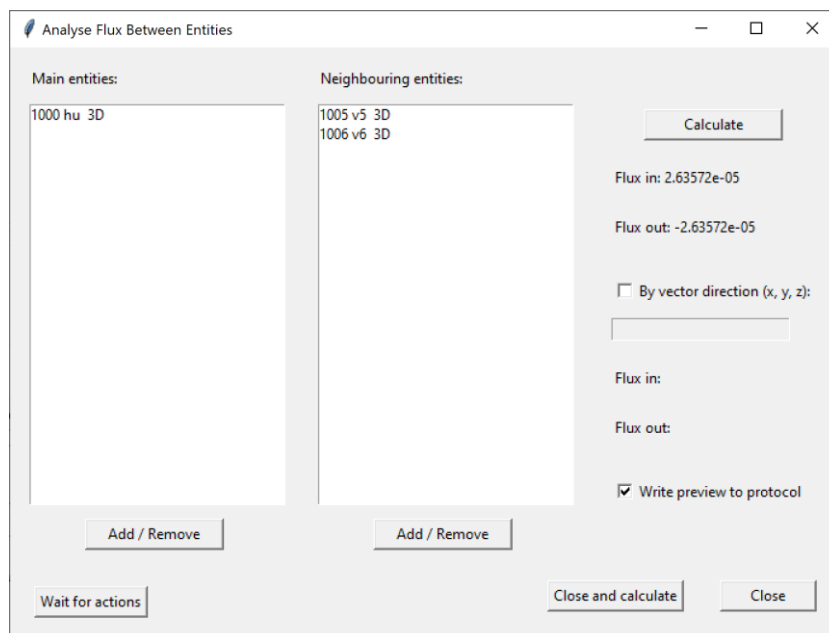 Analyse Flux Between Entities
Main entities:
Neighbouring entities:
1000 hu  3D
1005 v5  3D
1006 v6  3D
Calculate
Flux in: 2.63572e-05
Flux out: -2.63572e-05
By vector direction (x, y, z):
Flux in:
Flux out:
Write preview to protocol
Add / Remove
Add / Remove
Wait for actions
Close and calculate
Close